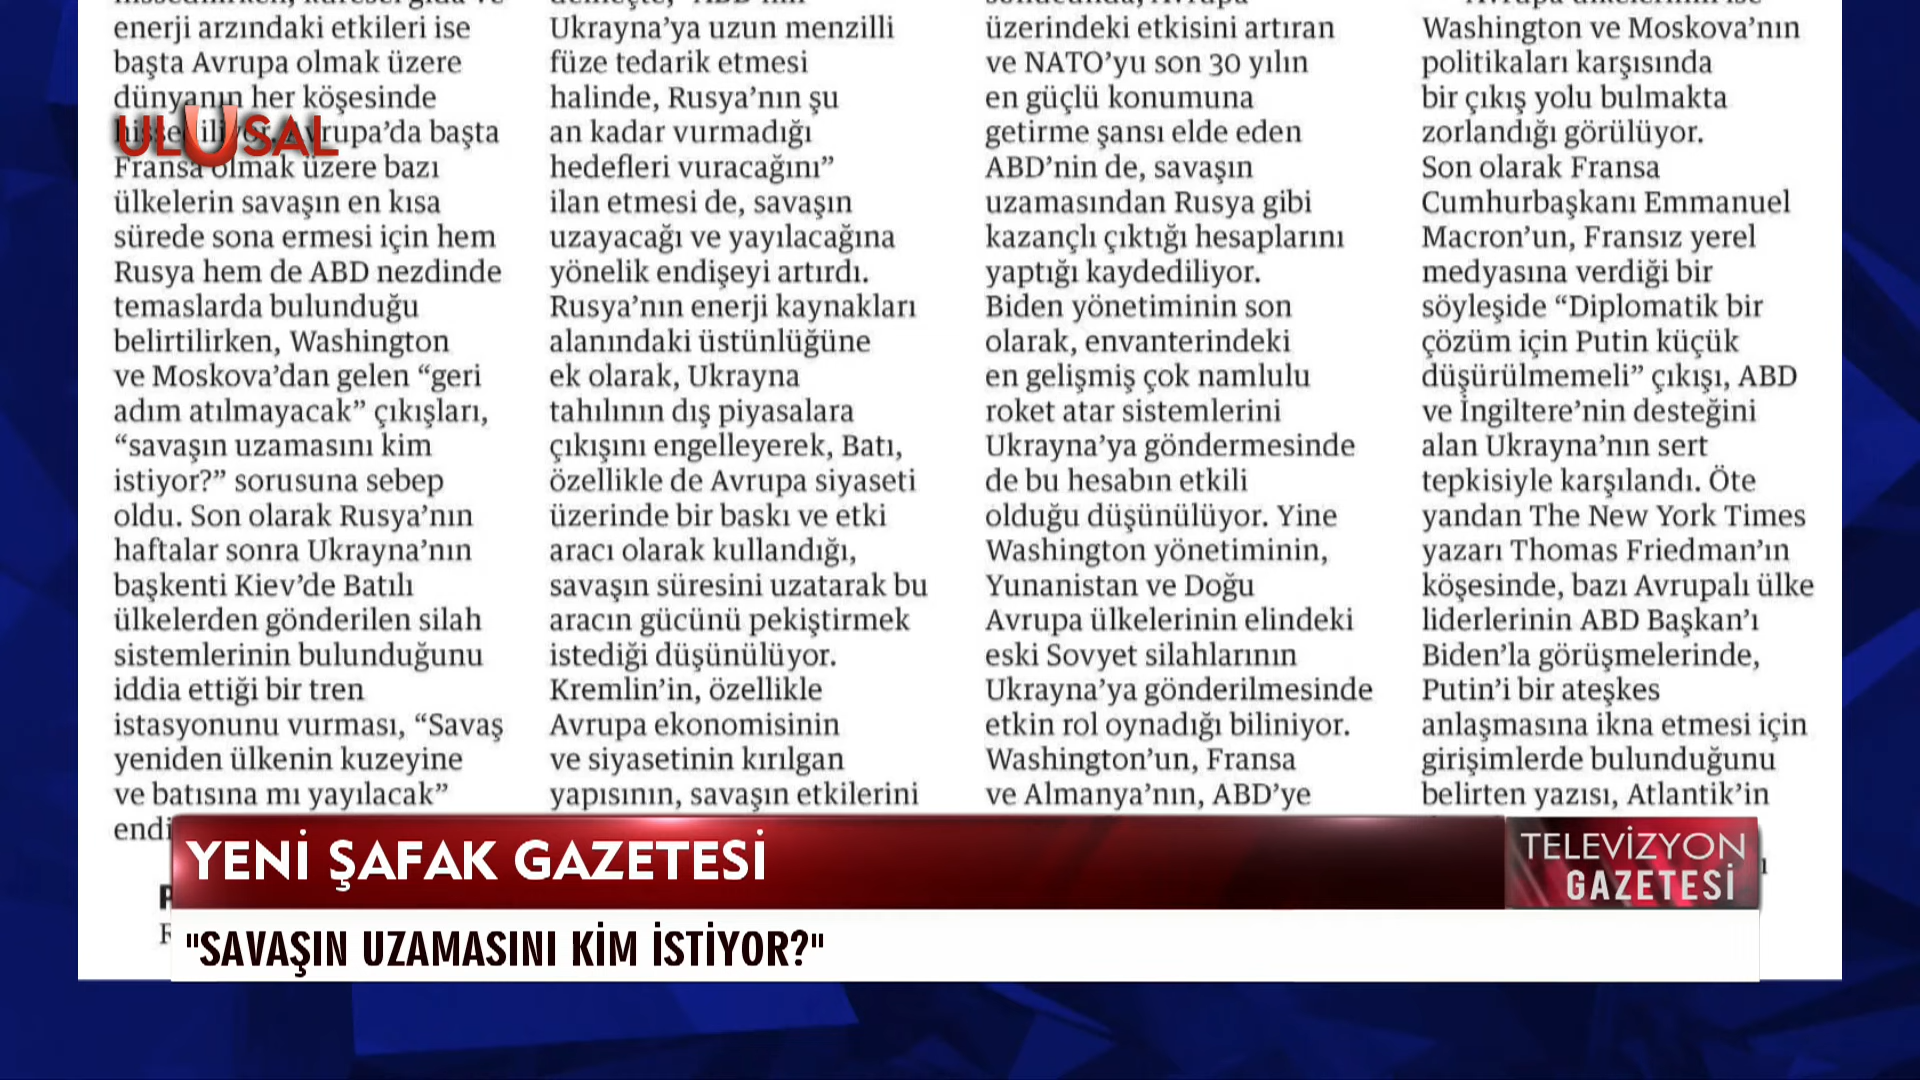 enerji arzındaki etkileri ise
başta Avrupa olmak üzere
dünyanın her köşesinde
Avrupa’da başta
Fransa olmak üzere bazı
ülkelerin savaşın en kısa
sürede sona ermesi için hem
Rusya hem de ABD nezdinde
temaslarda bulunduğu
belirtilirken, Washington
ve Moskova’dan gelen “geri
adım atılmayacak” çıkışları,
“savaşın uzamasını kim
istiyor?” sorusuna sebep
oldu. Son olarak Rusya’nın
haftalar sonra Ukrayna’nın
başkenti Kiev’de Batılı
ülkelerden gönderilen silah
sistemlerinin bulunduğunu
iddia ettiği bir tren
istasyonunu vurması, “Savaş
yeniden ülkenin kuzeyine
ve batısına mı yayılacak”
Ukrayna’ya uzun menzilli
füze tedarik etmesi
halinde, Rusya’nın şu
an kadar vurmadığı
hedefleri vuracağını”
ilan etmesi de, savaşın
uzayacağı ve yayılacağına
yönelik endişeyi artırdı.
Rusya’nın enerji kaynakları
alanındaki üstünlüğüne
ek olarak, Ukrayna
tahılının dış piyasalara
çıkışını engelleyerek, Batı,
özellikle de Avrupa siyaseti
üzerinde bir baskı ve etki
aracı olarak kullandığı,
savaşın süresini uzatarak bu
aracın gücünü pekiştirmek
istediği düşünülüyor.
Kremlin’in, özellikle
Avrupa ekonomisinin
ve siyasetinin kırılgan
yapısının, savaşın etkilerini
üzerindeki etkisini artıran
ve NATO’yu son 30 yılın
en güçlü konumuna
getirme şansı elde eden
ABD’nin de, savaşın
uzamasından Rusya gibi
kazançlı çıktığı hesaplarını
yaptığı kaydediliyor.
Biden yönetiminin son
olarak, envanterindeki
en gelişmiş çok namlulu
roket atar sistemlerini
Ukrayna’ya göndermesinde
de bu hesabın etkili
olduğu düşünülüyor. Yine
Washington yönetiminin,
Yunanistan ve Doğu
Avrupa ülkelerinin elindeki
eski Sovyet silahlarının
Ukrayna’ya gönderilmesinde
etkin rol oynadığı biliniyor.
Washington’un, Fransa
ve Almanya’nın, ABD’ye
Washington ve Moskova’nın
politikaları karşısında
bir çıkış yolu bulmakta
zorlandığı görülüyor.
Son olarak Fransa
Cumhurbaşkanı Emmanuel
Macron’un, Fransız yerel
medyasına verdiği bir
söyleşide “Diplomatik bir
çözüm için Putin küçük
düşürülmemeli” çıkışı, ABD
ve İngiltere’nin desteğini
alan Ukrayna’nın sert
tepkisiyle karşılandı. Öte
yandan The New York Times
yazarı Thomas Friedman’ın
köşesinde, bazı Avrupalı ülke
liderlerinin ABD Başkan’ı
Biden’la görüşmelerinde,
Putin’i bir ateşkes
anlaşmasına ikna etmesi için
girişimlerde bulunduğunu
belirten yazısı, Atlantik’in
ULUSAL
YENİ ŞAFAK GAZETESİ
TELEVİZYON
GAZETESİ
"SAVAŞIN UZAMASINI KİM İSTİYOR?"